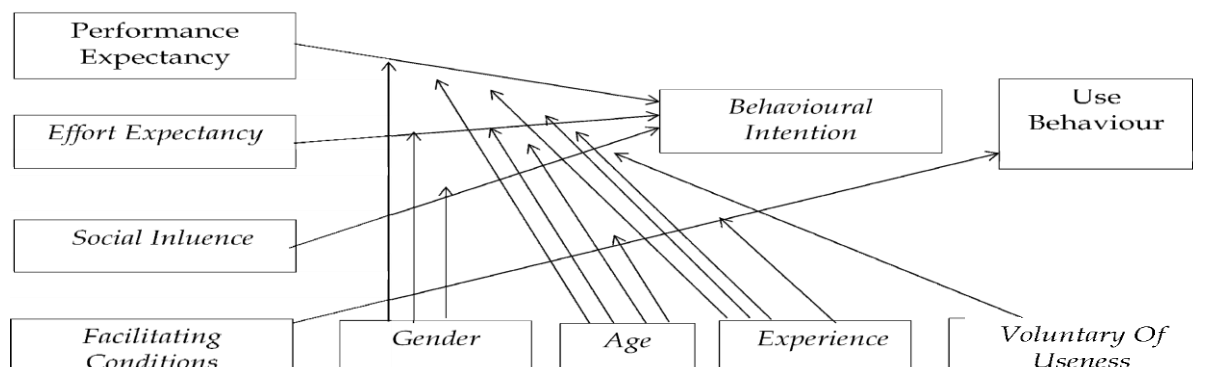 Performance
Expectancy
Effort Expectancy
Social Inluence
Facilitating
Conditions
Behavioural
Intention
Use
Behaviour
Gender
Age
Experience
Voluntary Of
Useness